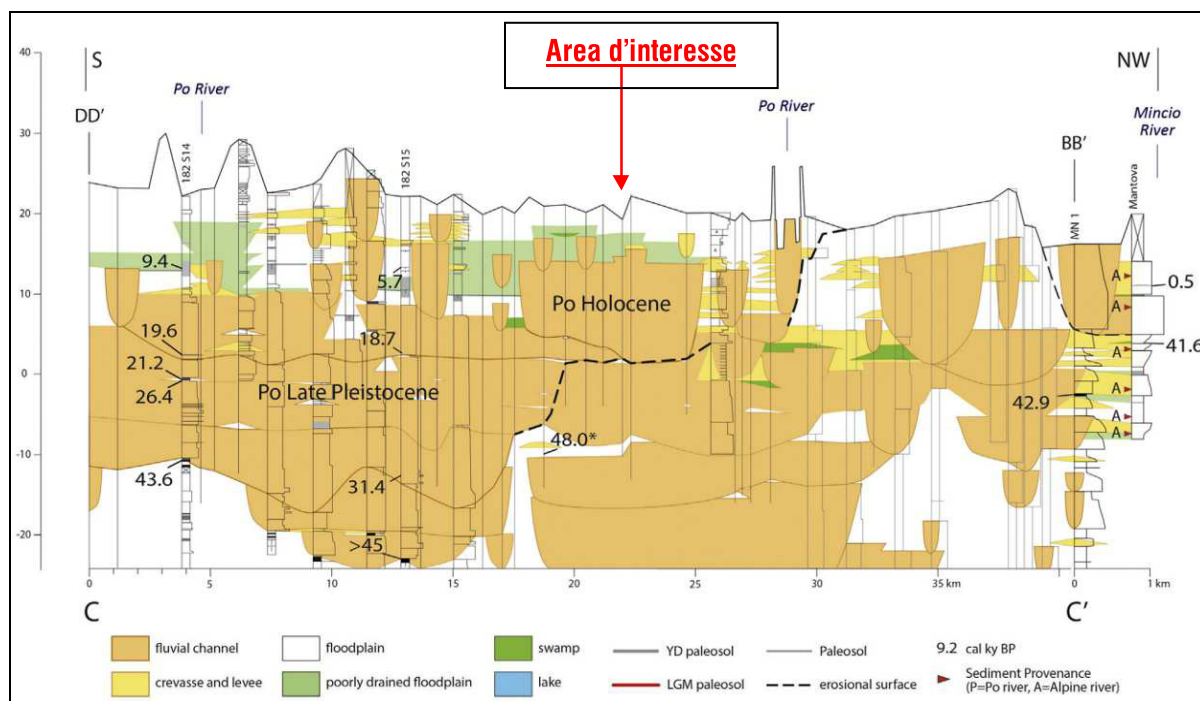 Area d'interesse
40
30
20
10
0
-10
-20
S
NW
Po River
Po River
Mincio
River
DD'
BB'
182 S14
182 S15
MN 1
Mantova
9.4
5.7
19.6
18.7
21.2
26.4
43.6
31.4
>45
48.0*
42.9
0.5
41.6
A
A
A
A
A
A
Po Holocene
Po Late Pleistocene
0 5 10 15 20 25 30 35 km 0 1 km
C
C'
fluvial channel
floodplain
swamp
YD paleosol
Paleosol
9.2 cal ky BP
crevasse and levee
poorly drained floodplain
lake
LGM paleosol
erosional surface
Sediment Provenance
(P=Po river, A=Alpine river)